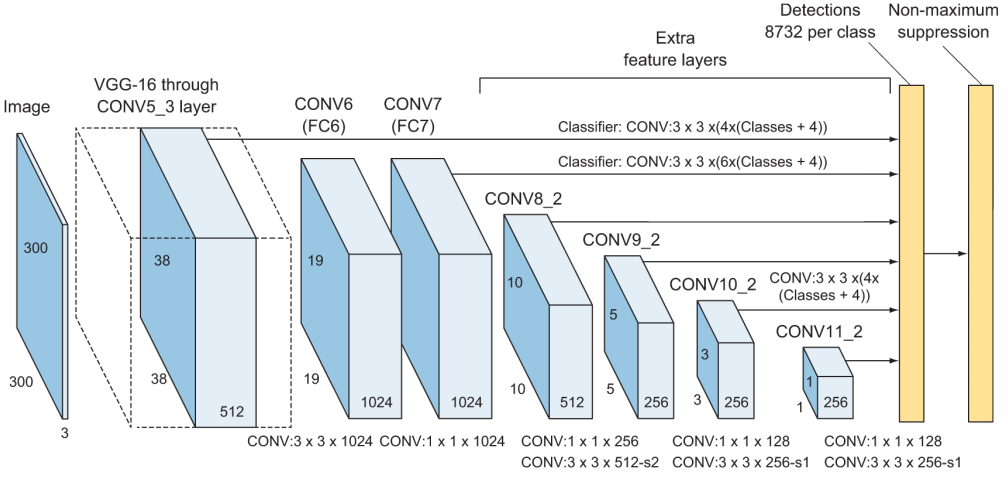 Detections
8732 per class
Non-maximum
suppression
Extra
feature layers
VGG-16 through
CONV5_3 layer
Image
CONV6
(FC6)
CONV7
(FC7)
Classifier: CONV:3 x 3 x(4x(Classes + 4))
Classifier: CONV:3 x 3 x(6x(Classes + 4))
CONV8_2
CONV9_2
CONV10_2
CONV:3 x 3 x(4x
(Classes + 4))
CONV11_2
300
300
3
38
38
512
19
19
1024
1024
10
10
512
5
5
256
3
3
256
1
1
256
CONV:3 x 3 x 1024
CONV:1 x 1 x 1024
CONV:1 x 1 x 256
CONV:3 x 3 x 512-s2
CONV:1 x 1 x 128
CONV:3 x 3 x 256-s1
CONV:1 x 1 x 128
CONV:3 x 3 x 256-s1